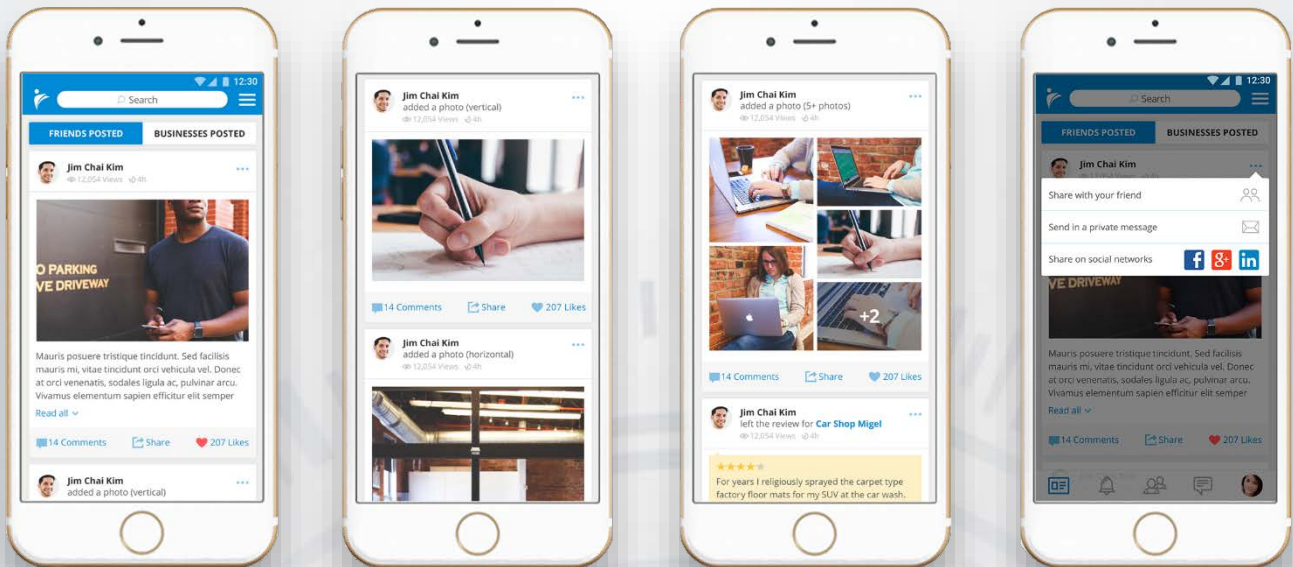 12:30
Search
FRIENDS POSTED
BUSINESSES POSTED
Jim Chai Kim
12,054 Views 4h
O PARKING
VE DRIVEWAY
Mauris posuere tristique tincidunt. Sed facilisis
mauris mi, vitae tincidunt orci vehicula vel. Donec
at orci venenatis, sodales ligula ac, pulvinar arcu.
Vivamus elementum sapien efficitur elit semper
Read all
14 Comments
Share
207 Likes
Jim Chai Kim
added a photo (vertical)
Jim Chai Kim
added a photo (vertical)
12,054 Views 4h
14 Comments
Share
207 Likes
Jim Chai Kim
added a photo (horizontal)
12,054 Views 4h
Jim Chai Kim
added a photo (5+ photos)
12,054 Views 4h
+2
14 Comments
Share
207 Likes
Jim Chai Kim
left the review for Car Shop Migel
12,054 Views 4h
For years I religiously sprayed the carpet type
factory floor mats for my SUV at the car wash.
12:30
Search
FRIENDS POSTED
BUSINESSES POSTED
Jim Chai Kim
Share with your friend
Send in a private message
Share on social networks
f
g+
in
VE DRIVEWAY
Mauris posuere tristique tincidunt. Sed facilisis
mauris mi, vitae tincidunt orci vehicula vel. Donec
at orci venenatis, sodales ligula ac, pulvinar arcu.
Vivamus elementum sapien efficitur elit semper
Read all
14 Comments
Share
207 Likes